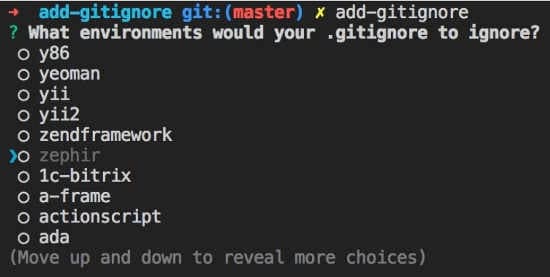 ➜ add-gitignore git:(master) ✗ add-gitignore
? What environments would your .gitignore to ignore?
○ y86
○ yeoman
○ yii
○ yii2
○ zendframework
❯○ zephir
○ 1c-bitrix
○ a-frame
○ actionscript
○ ada
(Move up and down to reveal more choices)